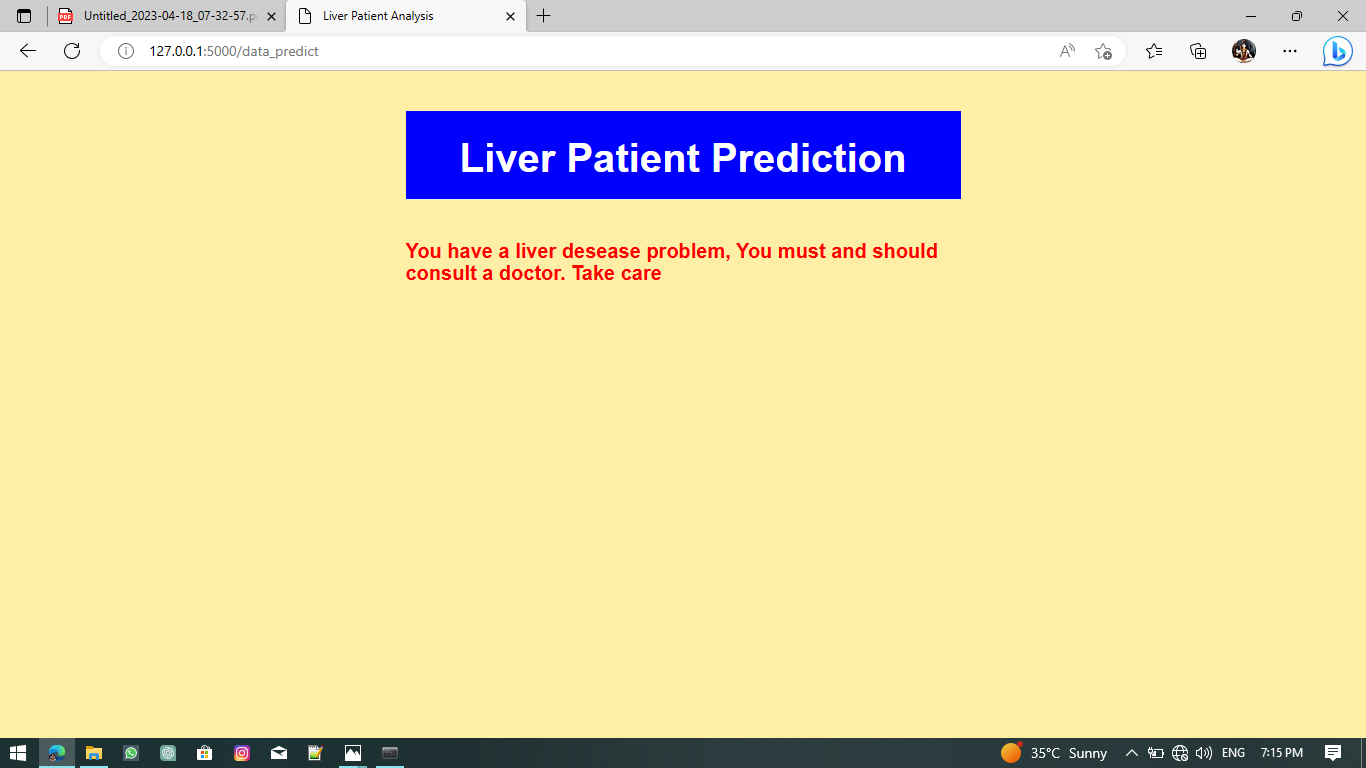 Untitled_2023-04-18_07-32-57.p
Liver Patient Analysis
127.0.0.1:5000/data_predict
Liver Patient Prediction
You have a liver desease problem, You must and should
consult a doctor. Take care
35°C Sunny
ENG
7:15 PM